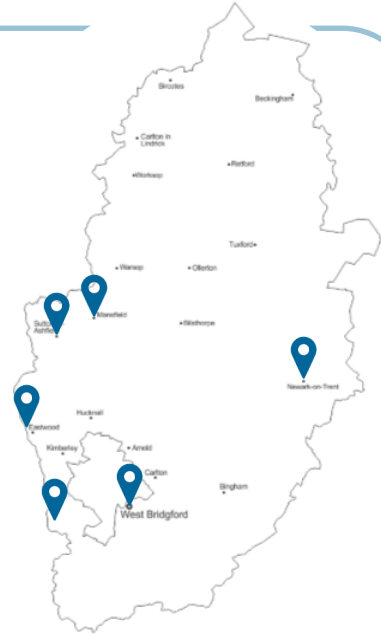 Bircotes
Beckingham
Carlton in
Lindrick
Retford
Worksop
Tuxford
Warsop
Ollerton
Mansfield
Sutton
Ashfield
Bilsthorpe
Newark-on-Trent
Hucknall
Eastwood
Kimberley
Arnold
Carlton
Bingham
West Bridgford